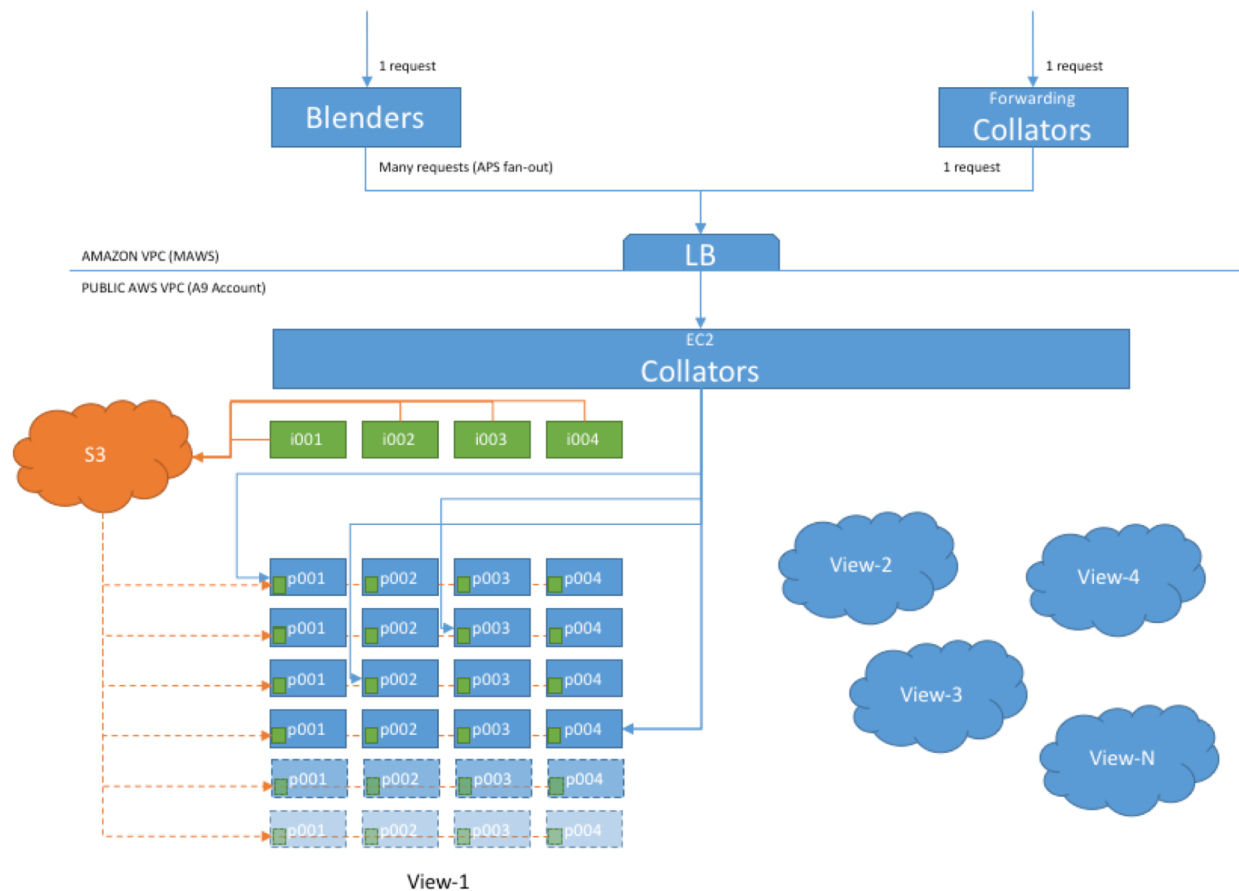 1 request
1 request
Blenders
Forwarding
Collators
Many requests (APS fan-out)
1 request
LB
AMAZON VPC (MAWS)
PUBLIC AWS VPC (A9 Account)
EC2
Collators
S3
i001
i002
i003
i004
p001
p002
p003
p004
p001
p002
p003
p004
p001
p002
p003
p004
p001
p002
p003
p004
p001
p002
p003
p004
p001
p002
p003
p004
View-1
View-2
View-4
View-3
View-N